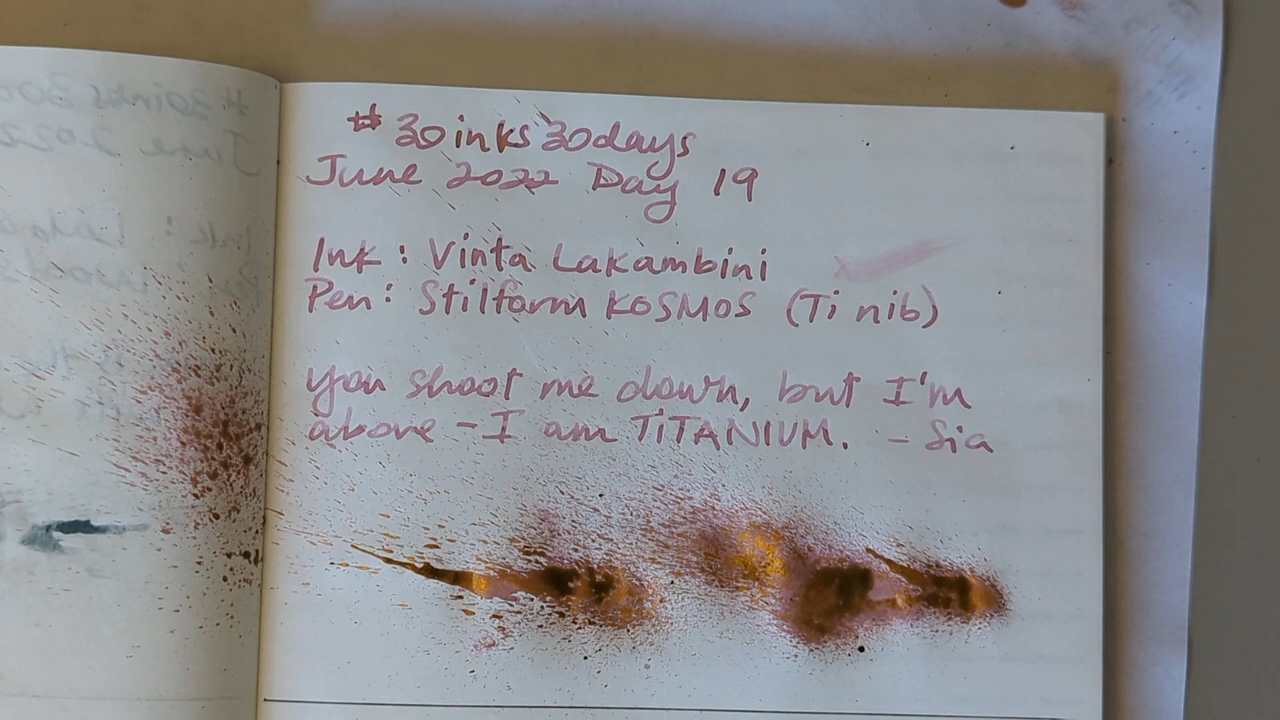 #30inks30days
June 2022 Day 19
Ink: Vinta Lakambini
Pen: Stilform KOSMOS (Ti nib)
You shoot me down, but I'm
above - I am TiTANIUM. - Sia